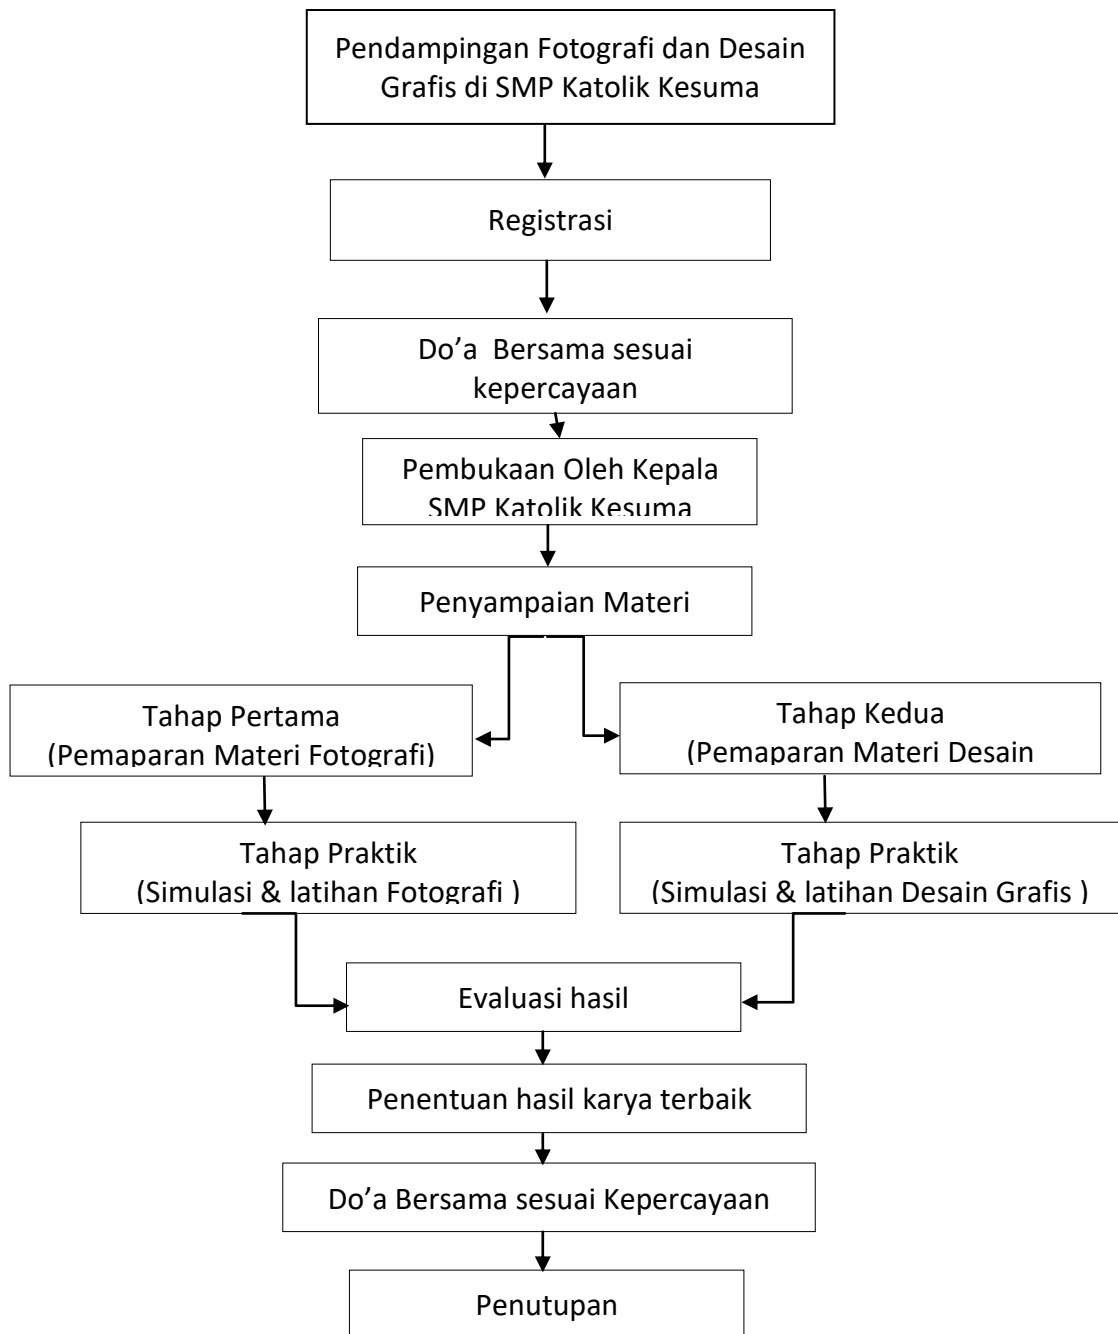 Pendampingan Fotografi dan Desain
Grafis di SMP Katolik Kesuma
Registrasi
Do’a  Bersama sesuai
kepercayaan
Pembukaan Oleh Kepala
SMP Katolik Kesuma
Penyampaian Materi
Tahap Pertama
(Pemaparan Materi Fotografi)
Tahap Kedua
(Pemaparan Materi Desain
Tahap Praktik
(Simulasi & latihan Fotografi )
Tahap Praktik
(Simulasi & latihan Desain Grafis )
Evaluasi hasil
Penentuan hasil karya terbaik
Do’a Bersama sesuai Kepercayaan
Penutupan